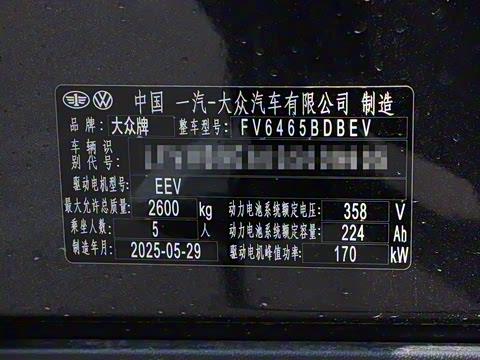 中国 一汽-大众汽车有限公司 制造
品牌: 大众牌 整车型号: FV6465BDBEV
车辆识
别代号:
驱动电机型号: EEV
最大允许总质量: 2600 kg 动力电池系统额定电压: 358 V
乘坐人数: 5 人 动力电池系统额定容量: 224 Ah
制造年月: 2025-05-29 驱动电机峰值功率: 170 kW